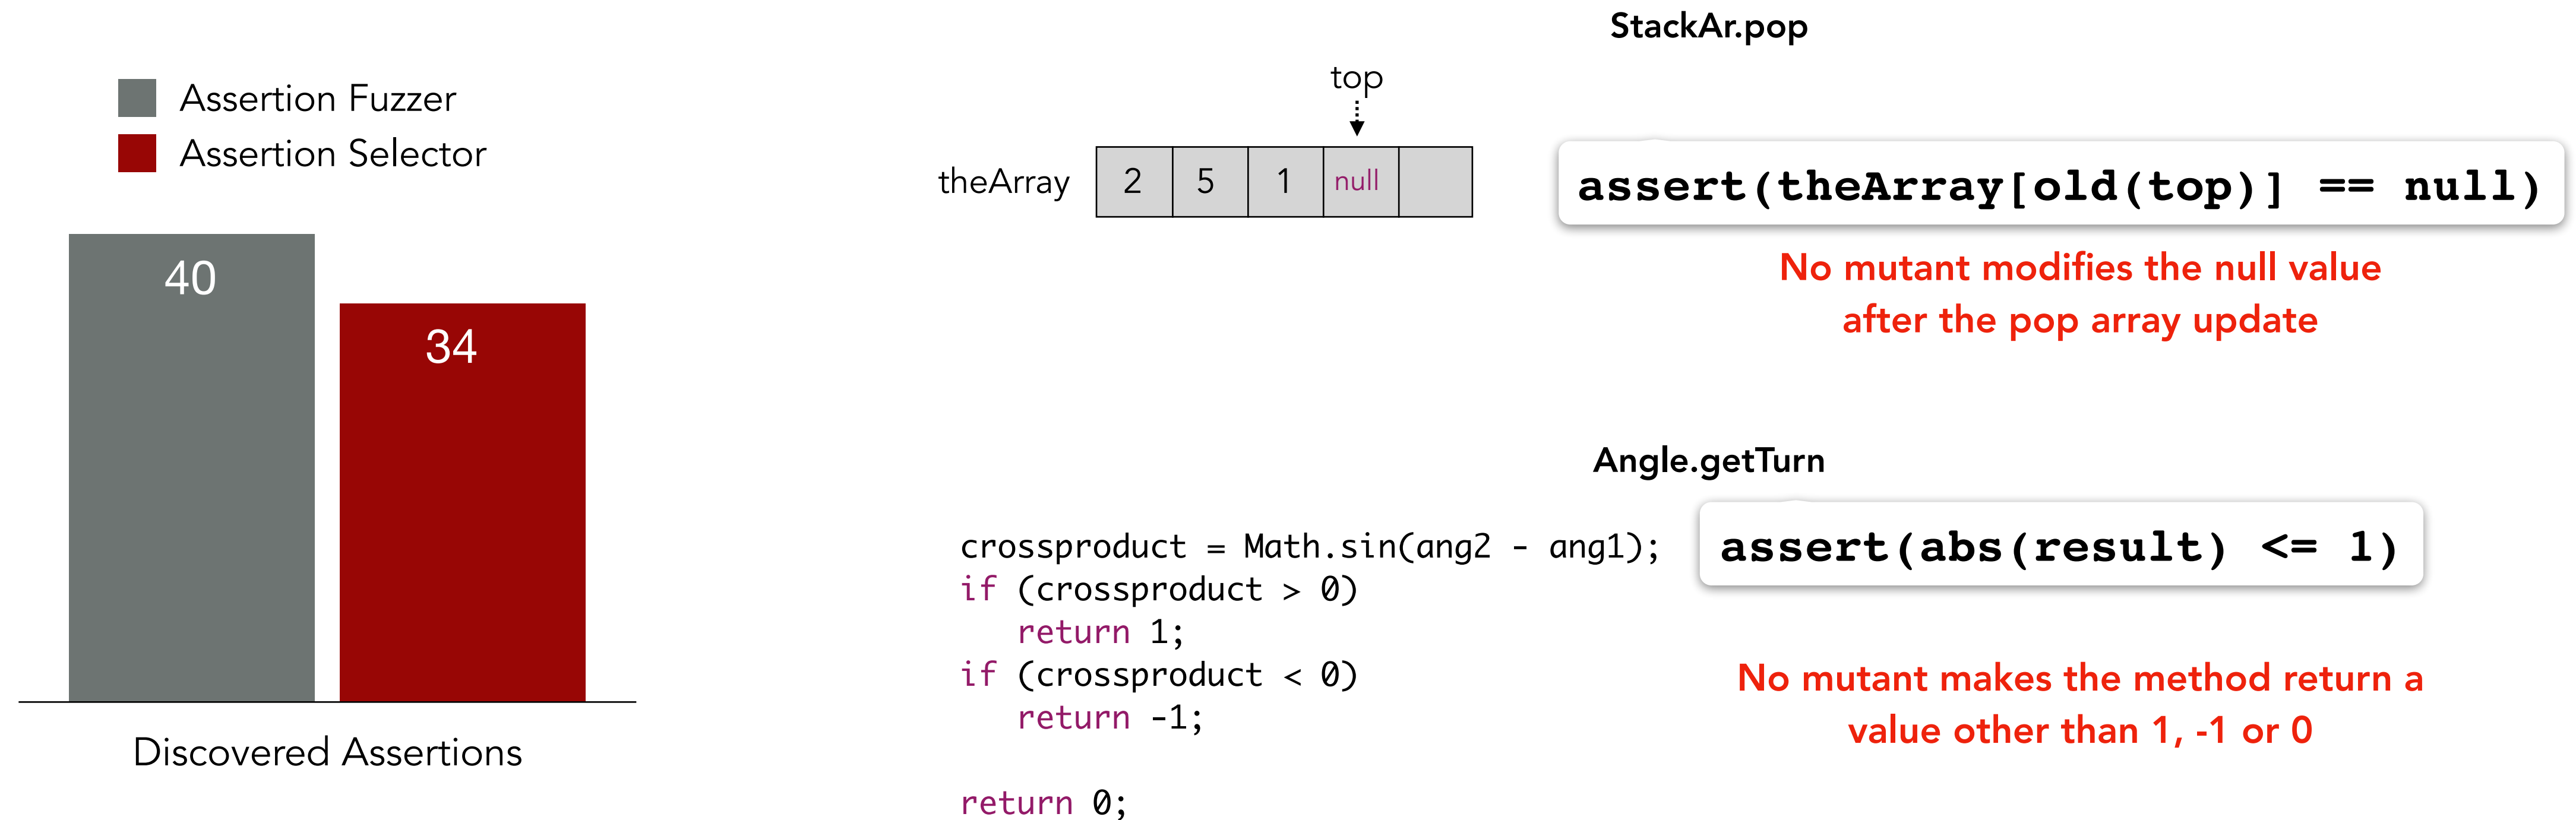 Assertion Fuzzer
Assertion Selector
40
34
Discovered Assertions
StackAr.pop
top
theArray 2 5 1 null
assert(theArray[old(top)] == null)
No mutant modifies the null value
after the pop array update
Angle.getTurn
crossproduct = Math.sin(ang2 - ang1);
if (crossproduct > 0)
return 1;
if (crossproduct < 0)
return -1;
return 0;
assert(abs(result) <= 1)
No mutant makes the method return a
value other than 1, -1 or 0